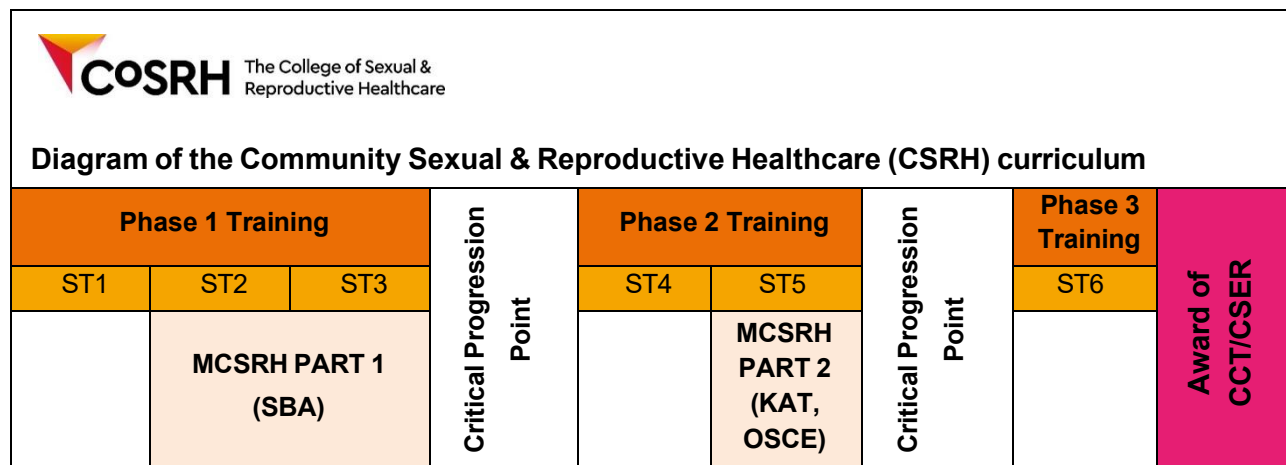 COSRH The College of Sexual &
Reproductive Healthcare
Diagram of the Community Sexual & Reproductive Healthcare (CSRH) curriculum
Phase 1 Training
Critical Progression
Point
Phase 2 Training
Critical Progression
Point
Phase 3
Training
Award of
CCT/CSER
ST1
ST2
ST3
ST4
ST5
ST6
MCSRH PART 1
(SBA)
MCSRH
PART 2
(KAT,
OSCE)